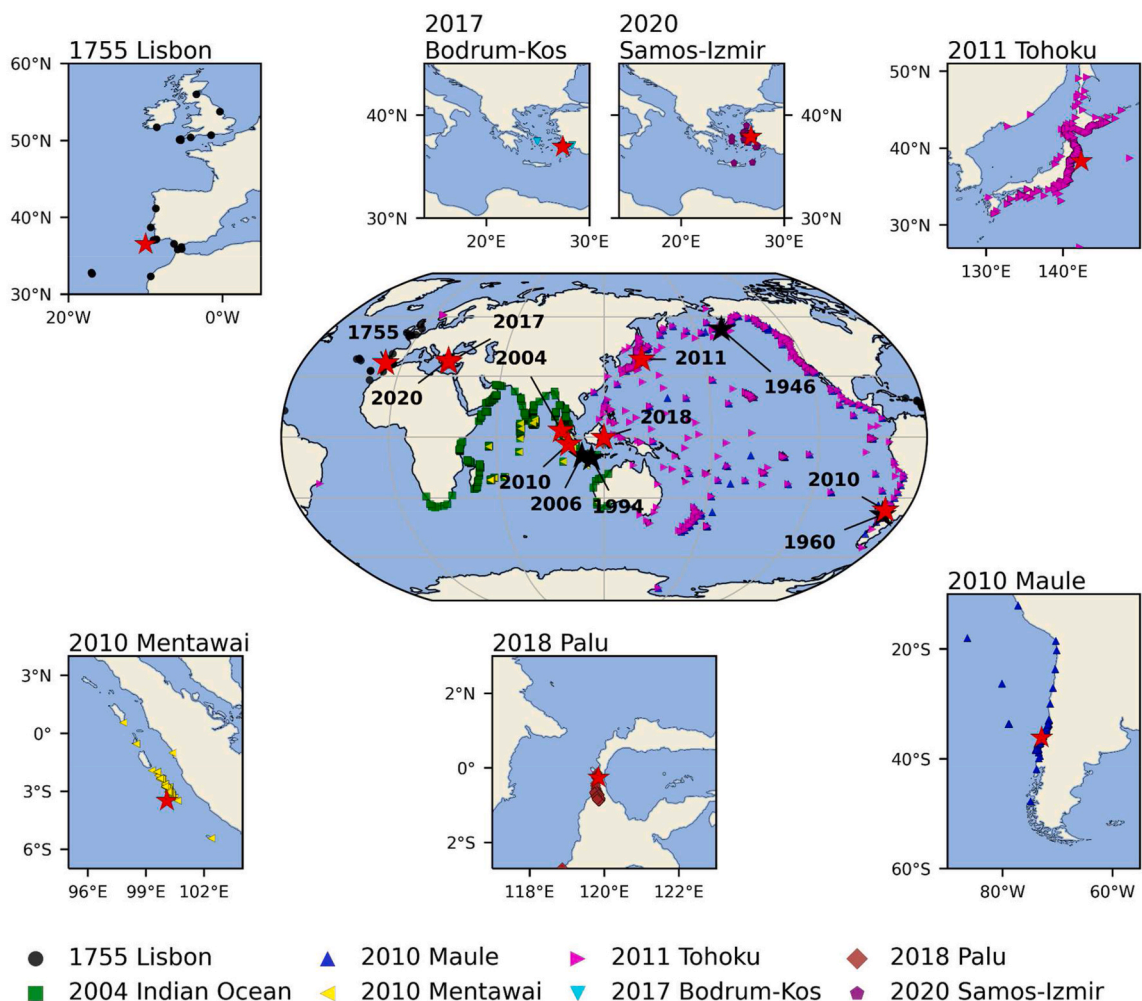 1755 Lisbon
2017
Bodrum-Kos
2020
Samos-Izmir
2011 Tohoku
60°N
50°N
40°N
30°N
20°W
0°W
40°N
30°N
20°E
30°E
40°N
30°N
20°E
30°E
50°N
40°N
30°N
130°E
140°E
1755
2017
2004
2020
2011
1946
2018
2010
2006
1994
2010
1960
2010 Mentawai
2018 Palu
2010 Maule
3°N
0°
3°S
6°S
96°E
99°E
102°E
2°N
0°
2°S
118°E
120°E
122°E
20°S
40°S
60°S
80°W
60°W
1755 Lisbon
2010 Maule
2011 Tohoku
2018 Palu
2004 Indian Ocean
2010 Mentawai
2017 Bodrum-Kos
2020 Samos-Izmir